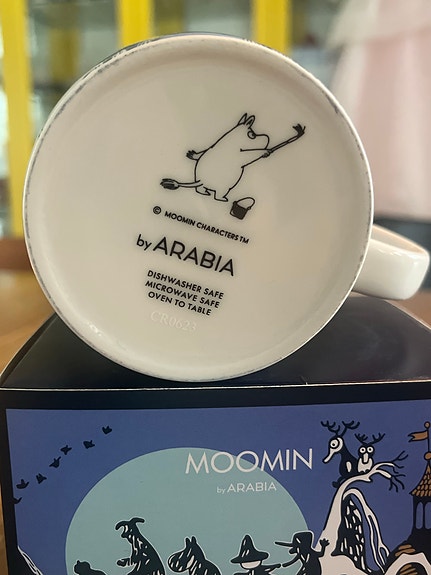 © MOOMIN CHARACTERS™
by ARABIA
DISHWASHER SAFE
MICROWAVE SAFE
OVEN TO TABLE
CR0623
MOOMIN
by ARABIA